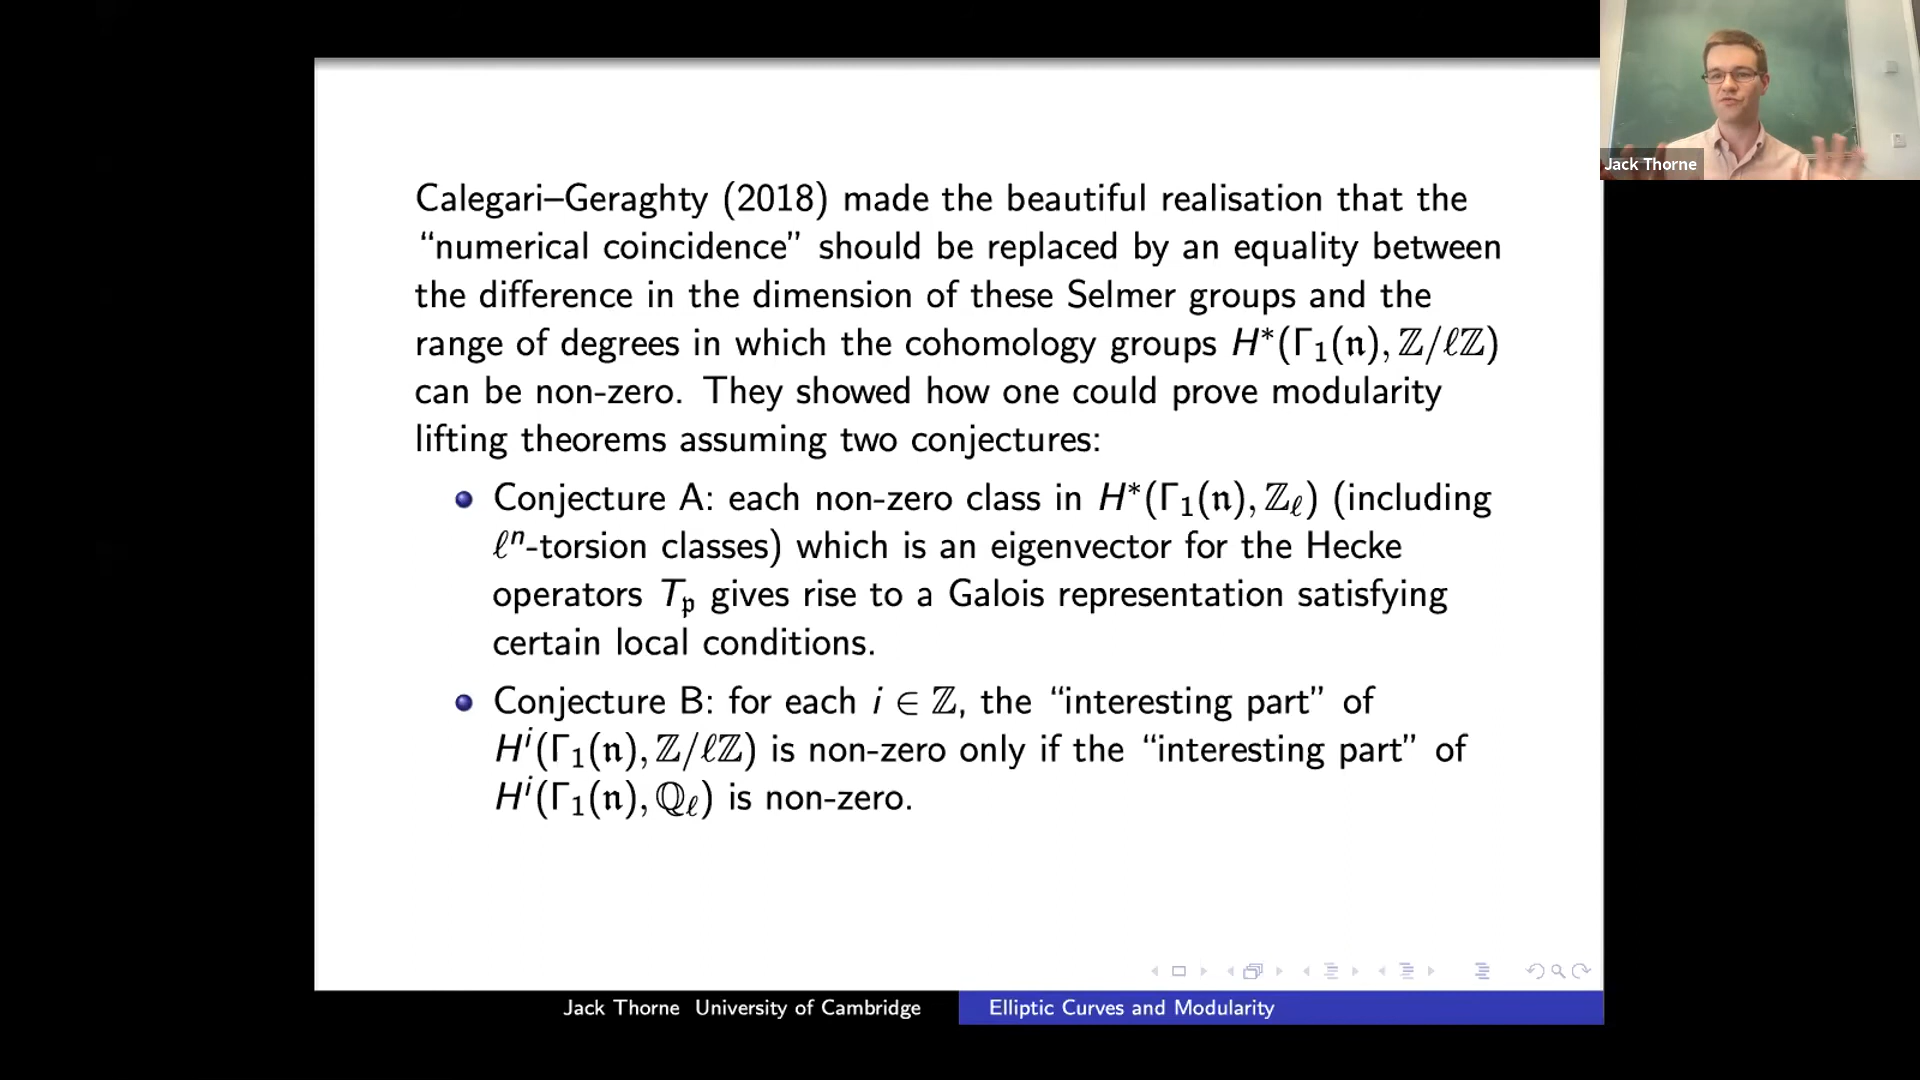 Jack Thorne
Calegari–Geraghty (2018) made the beautiful realisation that the
“numerical coincidence” should be replaced by an equality between
the difference in the dimension of these Selmer groups and the
range of degrees in which the cohomology groups H*(Γ₁(𝔫), ℤ/ℓℤ)
can be non-zero. They showed how one could prove modularity
lifting theorems assuming two conjectures:
Conjecture A: each non-zero class in H*(Γ₁(𝔫), ℤ_ℓ) (including
ℓⁿ-torsion classes) which is an eigenvector for the Hecke
operators T_𝔭 gives rise to a Galois representation satisfying
certain local conditions.
Conjecture B: for each i ∈ ℤ, the “interesting part” of
Hⁱ(Γ₁(𝔫), ℤ/ℓℤ) is non-zero only if the “interesting part” of
Hⁱ(Γ₁(𝔫), ℚ_ℓ) is non-zero.
Jack Thorne University of Cambridge
Elliptic Curves and Modularity